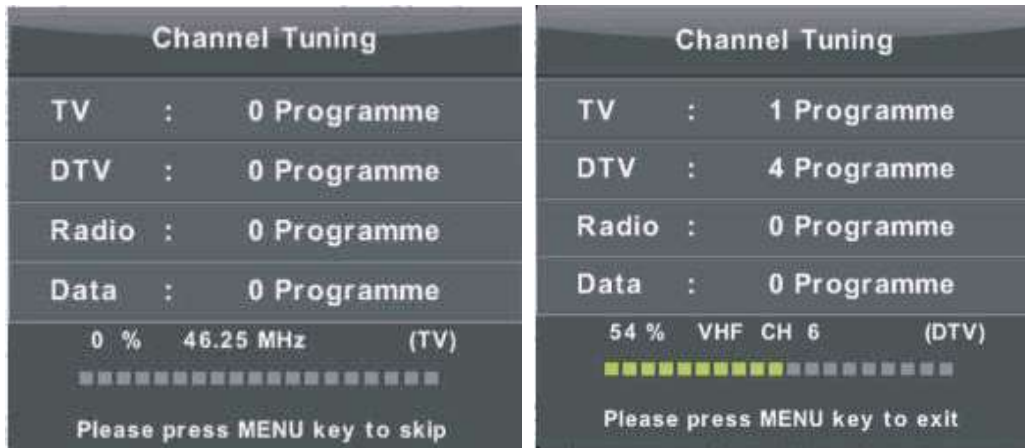 Channel Tuning
TV : 0 Programme
DTV : 0 Programme
Radio : 0 Programme
Data : 0 Programme
0 % 46.25 MHz (TV)
Please press MENU key to skip
Channel Tuning
TV : 1 Programme
DTV : 4 Programme
Radio : 0 Programme
Data : 0 Programme
54 % VHF CH 6 (DTV)
Please press MENU key to exit